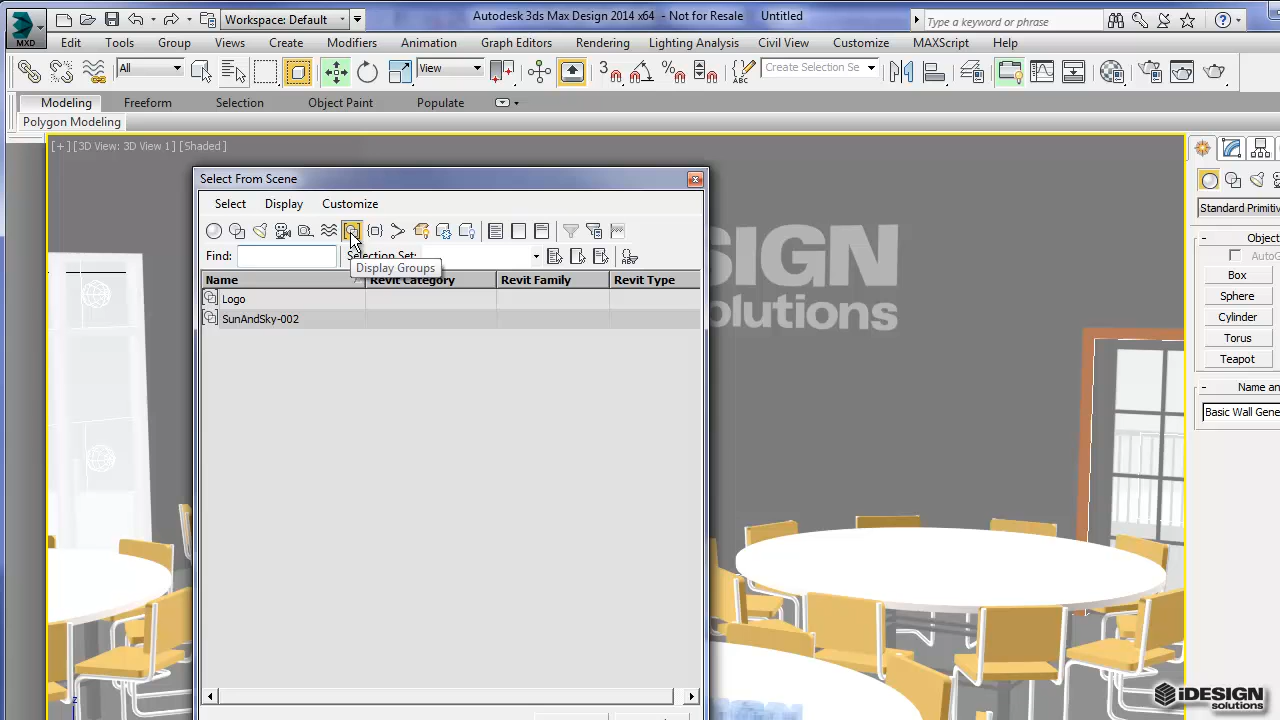 Workspace: Default
Autodesk 3ds Max Design 2014 x64 - Not for Resale
Untitled
Type a keyword or phrase
MXD
Edit Tools Group Views Create Modifiers Animation Graph Editors Rendering Lighting Analysis Civil View Customize MAXScript Help
All
View
3
Create Selection Se
Modeling Freeform Selection Object Paint Populate
Polygon Modeling
[+] [3D View: 3D View 1] [Shaded]
Select From Scene
Select Display Customize
Find:
Selection Set:
Display Groups
Name Revit Category Revit Family Revit Type
Logo
SunAndSky-002
SIGN
olutions
Standard Primitiv
Object
AutoG
Box
Sphere
Cylinder
Torus
Teapot
Name an
Basic Wall Gene
iDESIGN
solutions